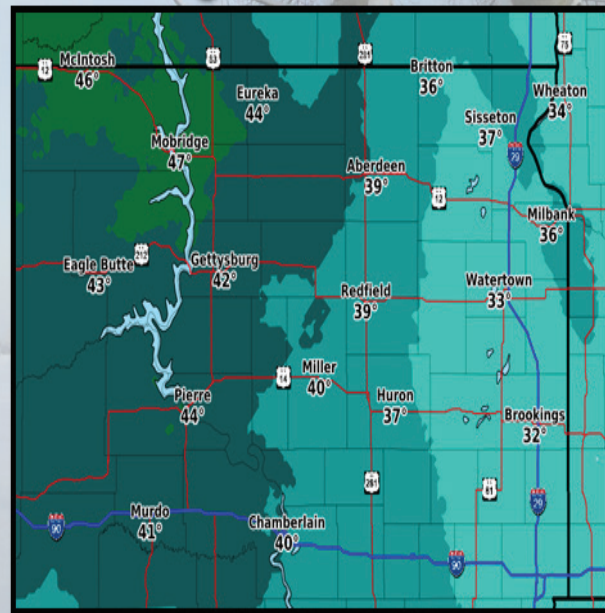 12
83
281
75
McIntosh
46°
Britton
36°
Eureka
44°
Wheaton
34°
Sisseton
37°
Mobridge
47°
Aberdeen
39°
12
Milbank
36°
212
Eagle Butte
43°
Gettysburg
42°
Redfield
39°
Watertown
33°
Miller
40°
14
Pierre
44°
Huron
37°
Brookings
32°
281
81
29
Murdo
41°
Chamberlain
40°
90
90